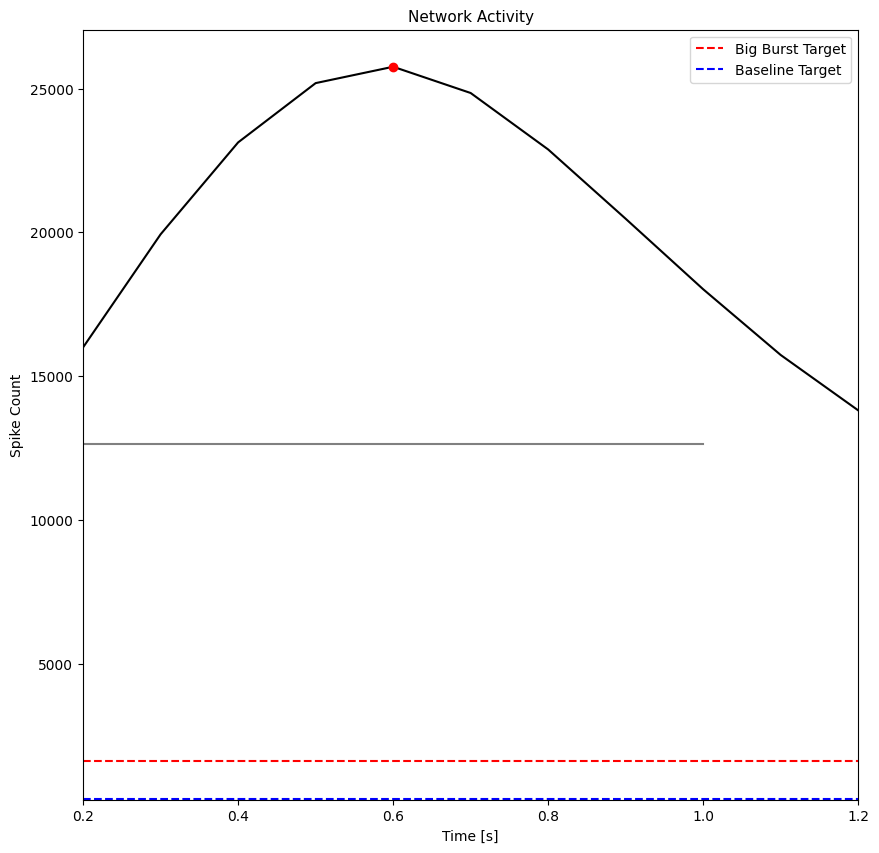 Network Activity
Big Burst Target
Baseline Target
25000
20000
15000
10000
5000
Spike Count
0.2 0.4 0.6 0.8 1.0 1.2
Time [s]